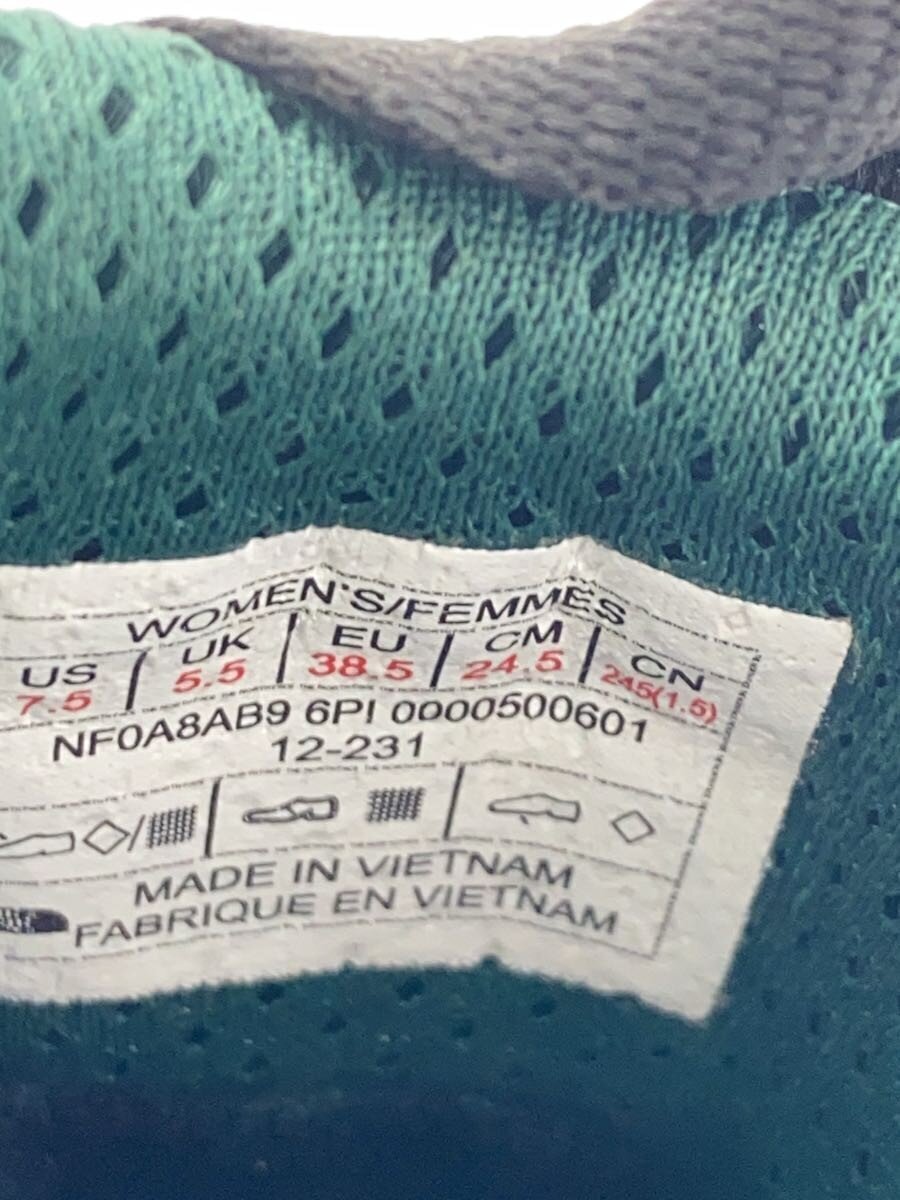 WOMEN'S/FEMMES
US / UK / EU / CM / CN
7.5 5.5 38.5 24.5 245(1.5)
NF0A8AB9 6PI 0000500601
12-231
MADE IN VIETNAM
FABRIQUE EN VIETNAM